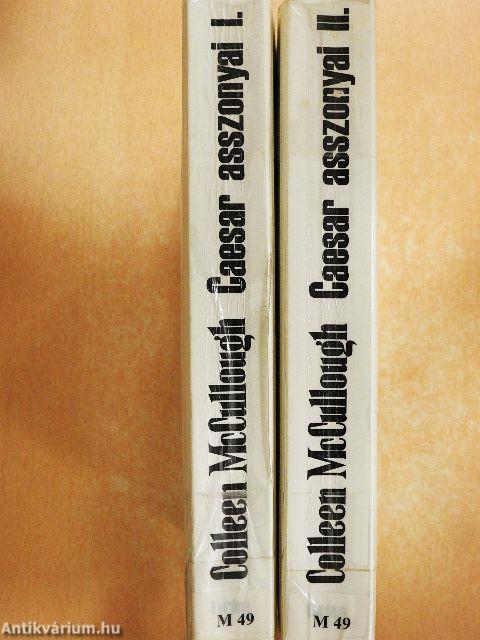 Colleen McCullough Caesar asszonyai I.
M 49
Colleen McCullough Caesar asszonyai II.
M 49
Antikvárium.hu